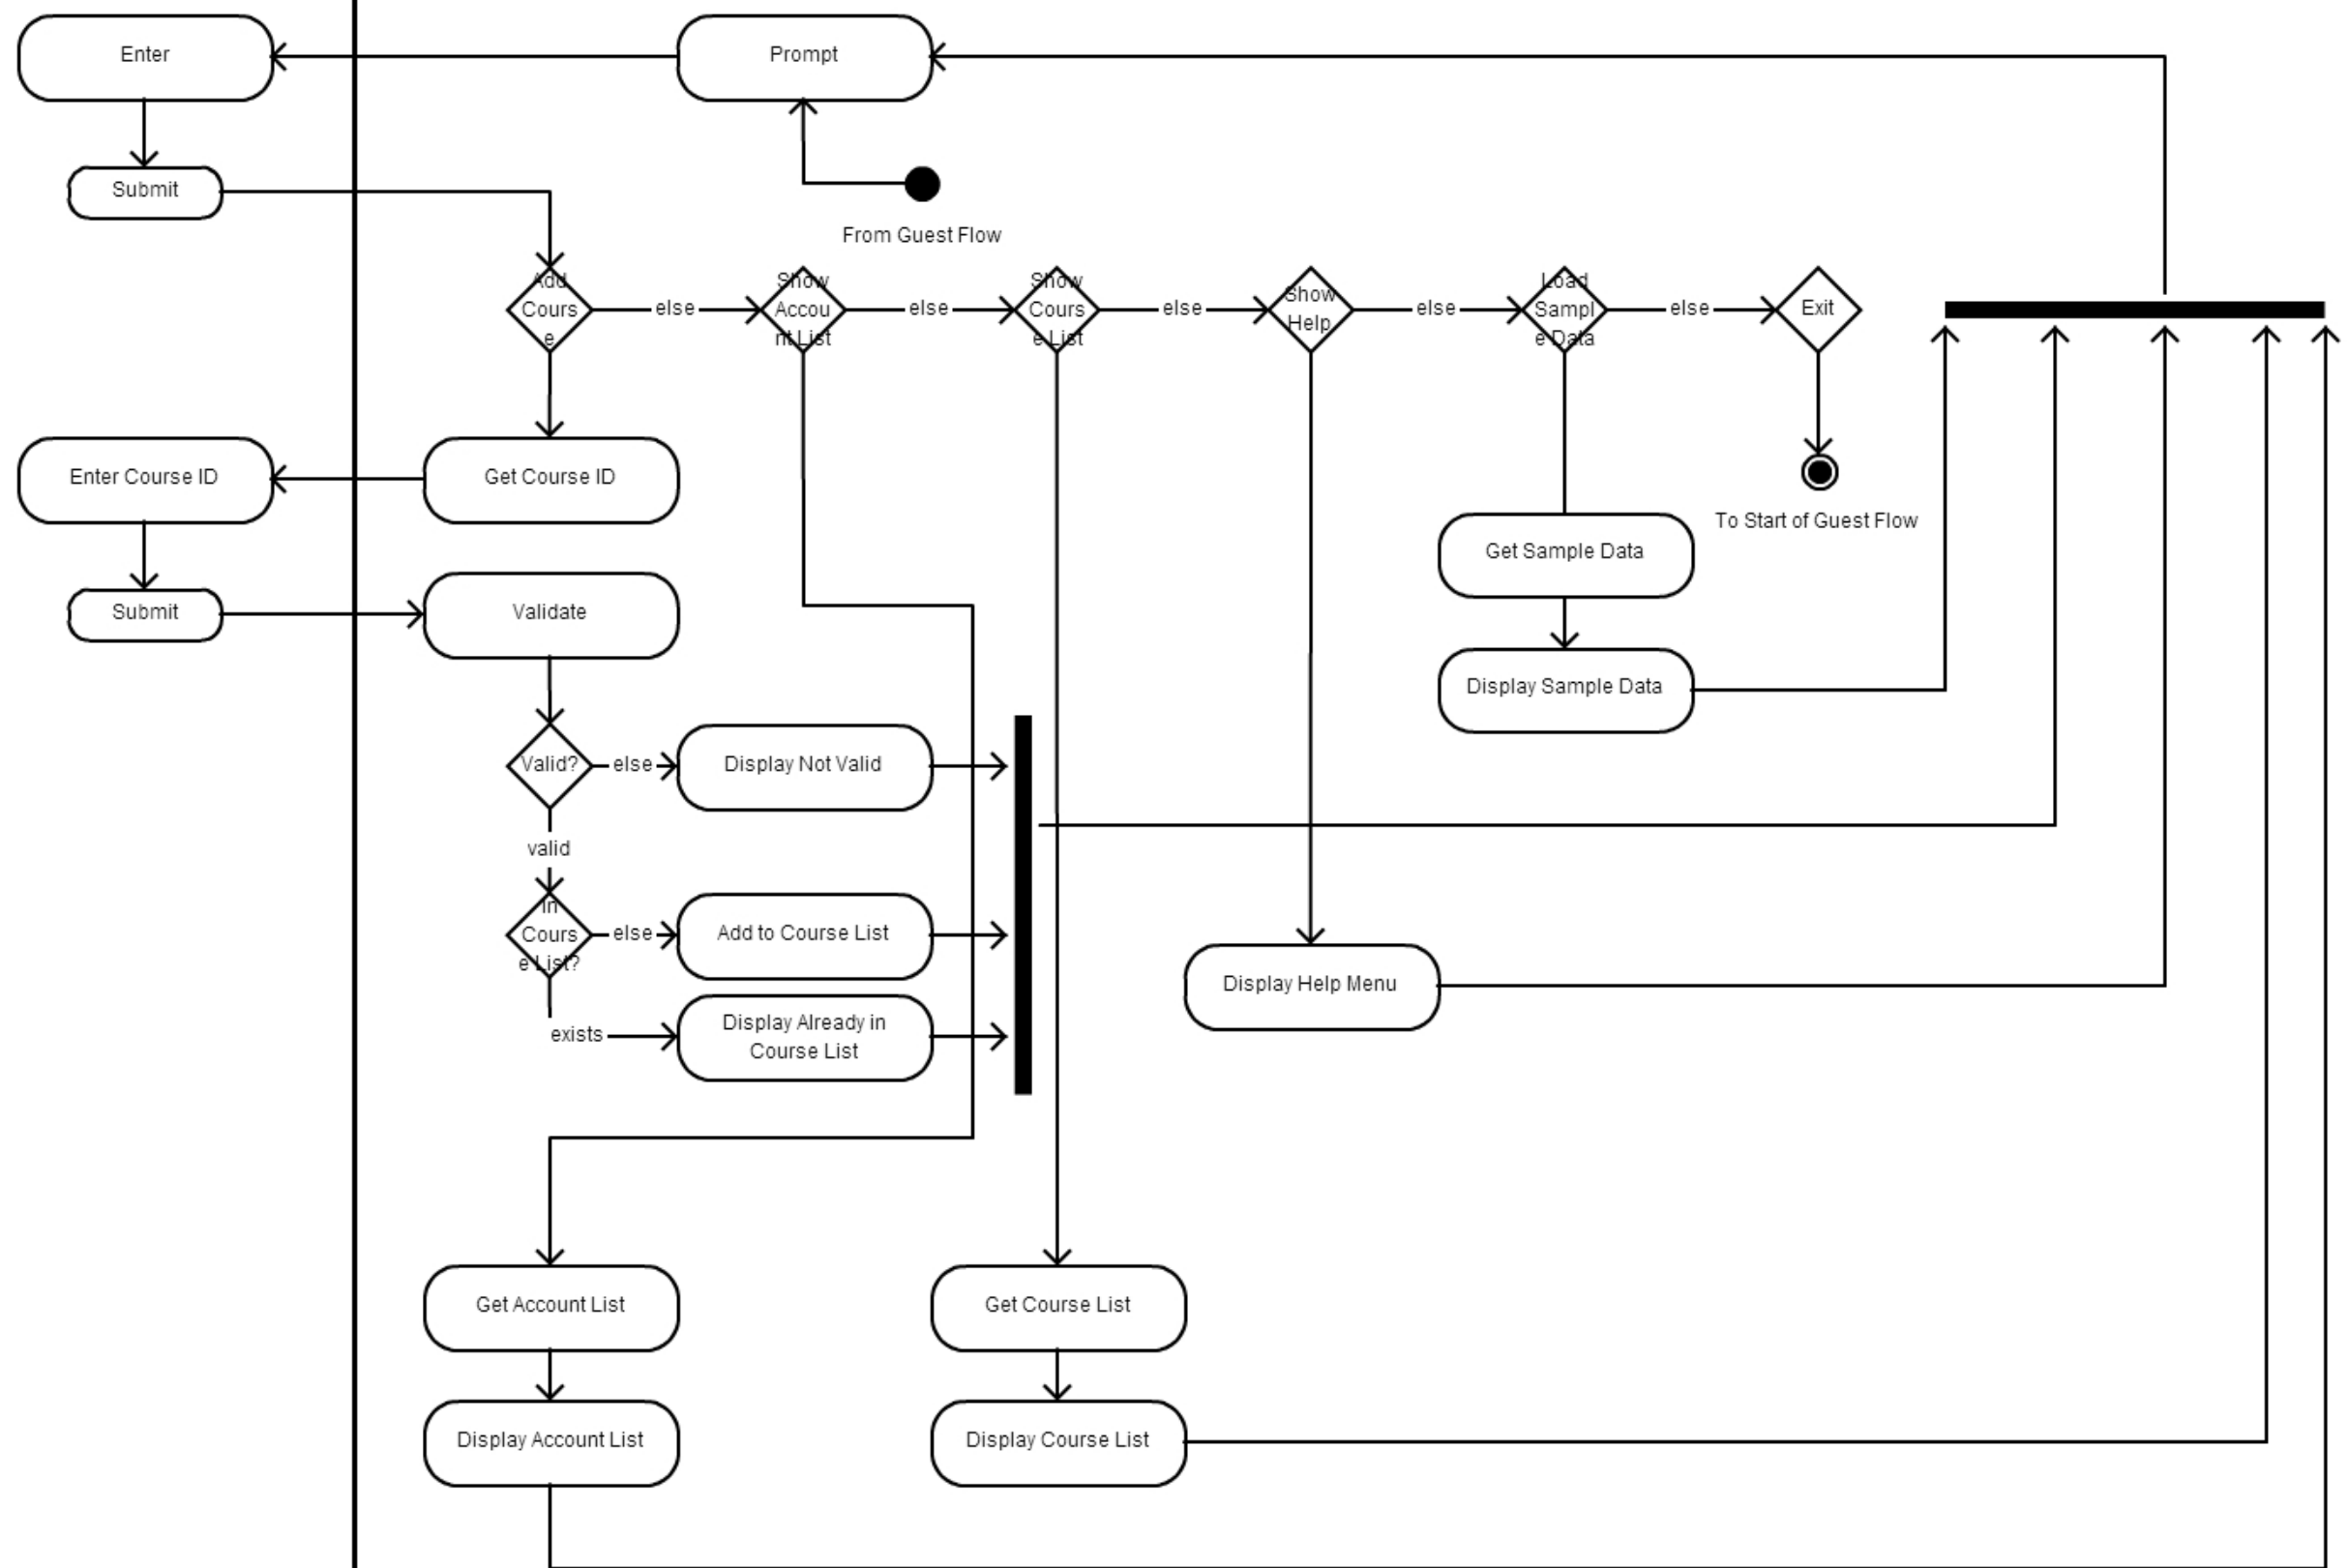 Enter
Prompt
Submit
From Guest Flow
Add
Cours
e
else
Show
Accou
nt List
else
Show
Cours
e List
else
Show
Help
else
Load
Sampl
e Data
else
Exit
Enter Course ID
Get Course ID
To Start of Guest Flow
Get Sample Data
Submit
Validate
Display Sample Data
Valid?
else
Display Not Valid
valid
In
Cours
e List?
else
Add to Course List
Display Help Menu
exists
Display Already in
Course List
Get Account List
Get Course List
Display Account List
Display Course List